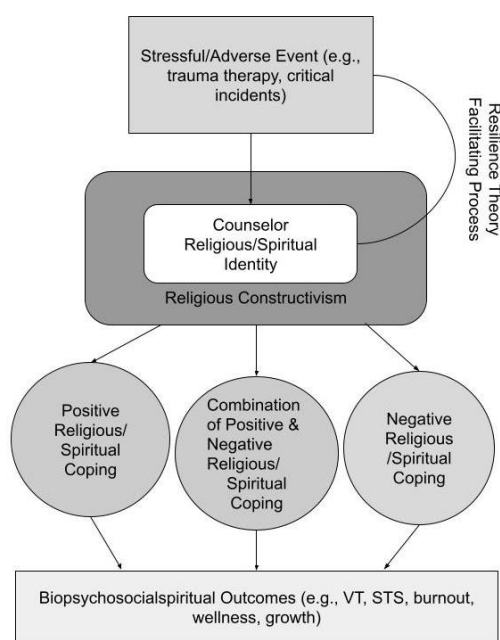 Stressful/Adverse Event (e.g.,
trauma therapy, critical
incidents)
Resilience Theory
Facilitating Process
Counselor
Religious/Spiritual
Identity
Religious Constructivism
Positive
Religious/
Spiritual
Coping
Combination
of Positive &
Negative
Religious/
Spiritual
Coping
Negative
Religious
/Spiritual
Coping
Biopsychosocialspiritual Outcomes (e.g., VT, STS, burnout,
wellness, growth)